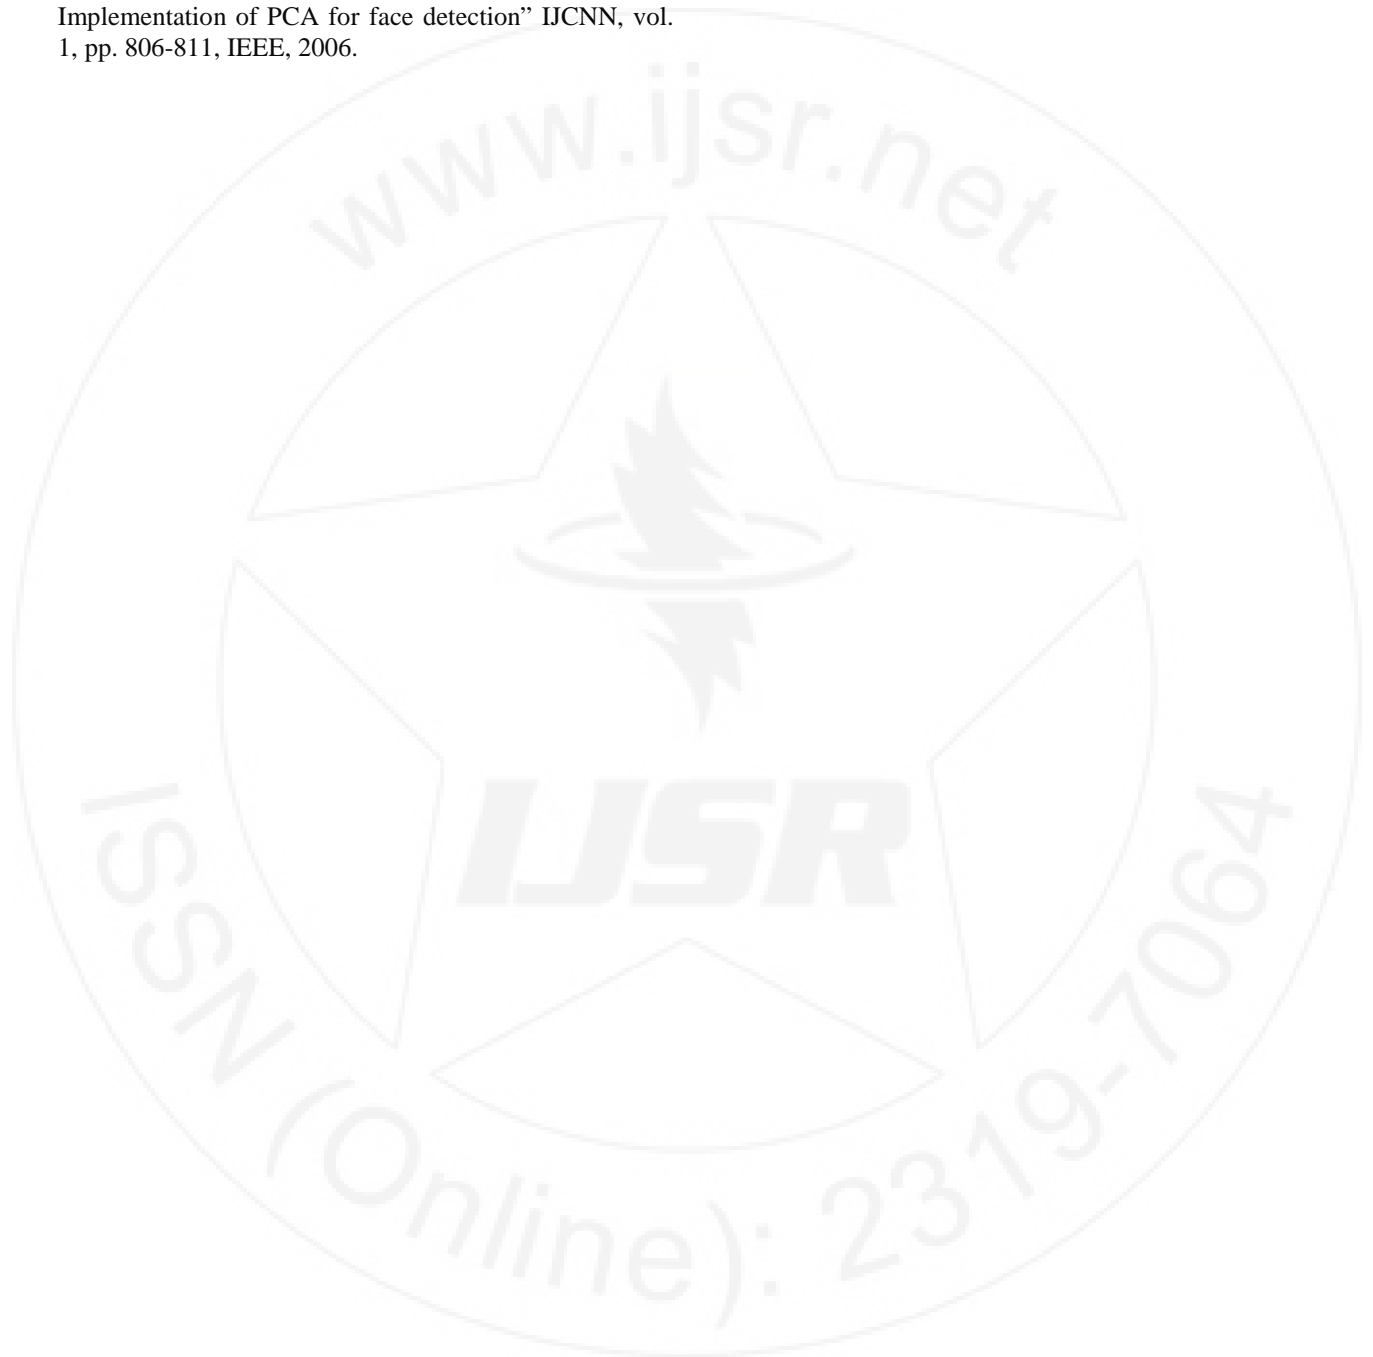 Implementation of PCA for face detection” IJCNN, vol.
1, pp. 806-811, IEEE, 2006.
www.ijsr.net
IJSR
ISSN (Online): 2319-7064